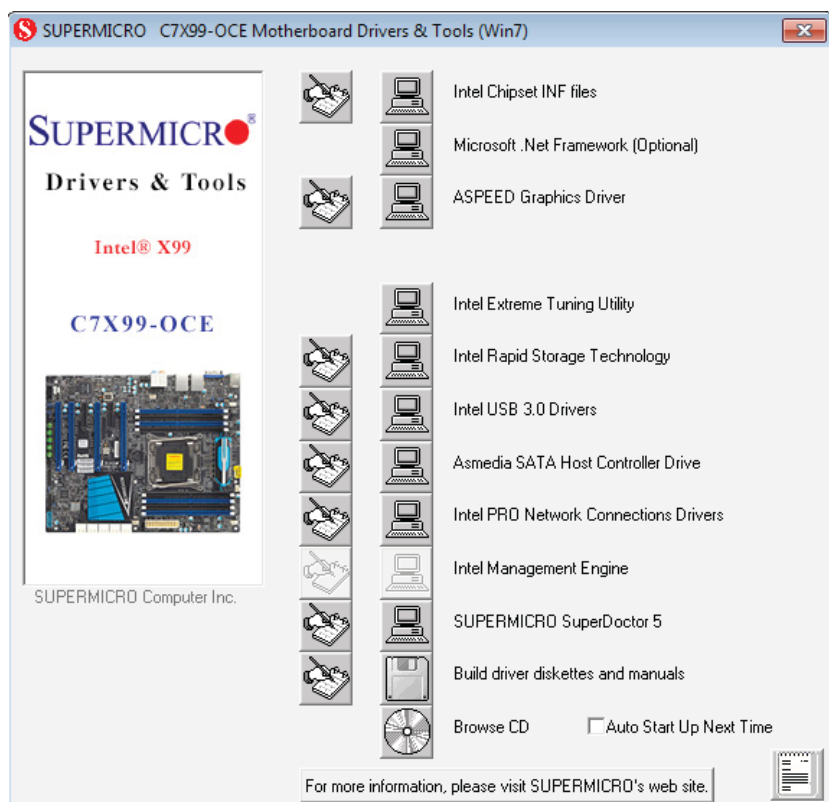 SUPERMICRO C7X99-OCE Motherboard Drivers & Tools (Win7)
SUPERMICRO®
Drivers & Tools
Intel® X99
C7X99-OCE
SUPERMICRO Computer Inc.
Intel Chipset INF files
Microsoft .Net Framework (Optional)
ASPEED Graphics Driver
Intel Extreme Tuning Utility
Intel Rapid Storage Technology
Intel USB 3.0 Drivers
Asmedia SATA Host Controller Drive
Intel PRO Network Connections Drivers
Intel Management Engine
SUPERMICRO SuperDoctor 5
Build driver diskettes and manuals
Browse CD Auto Start Up Next Time
For more information, please visit SUPERMICRO's web site.